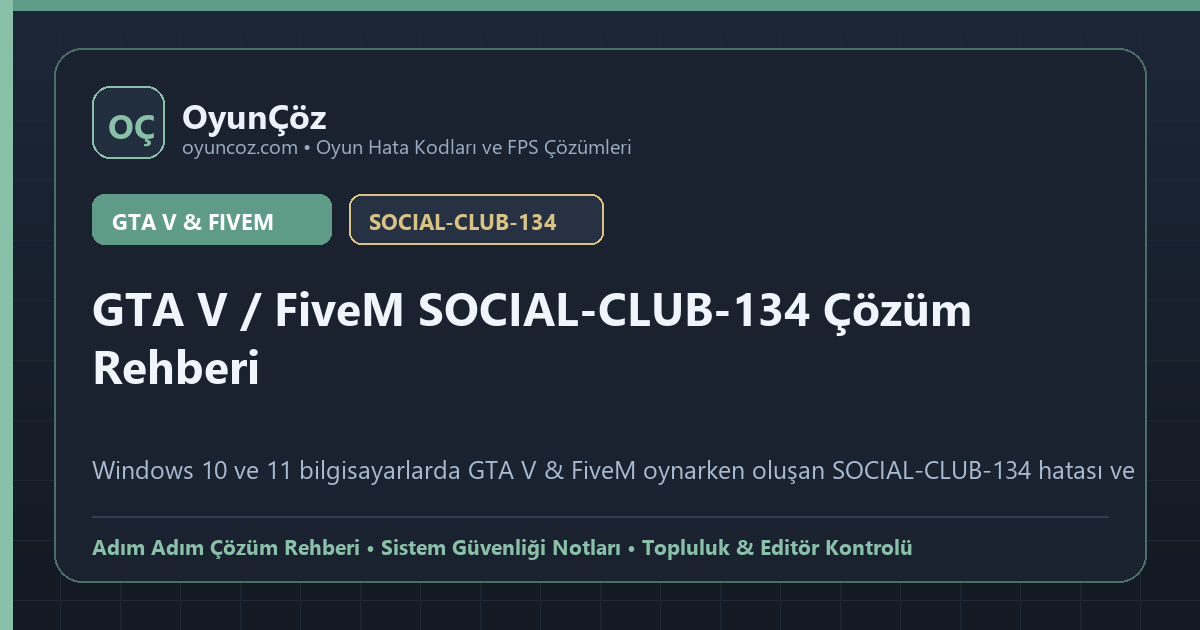 OÇ
OyunÇöz
oyuncoz.com • Oyun Hata Kodları ve FPS Çözümleri
GTA V & FIVEM
SOCIAL-CLUB-134
GTA V / FiveM SOCIAL-CLUB-134 Çözüm
Rehberi
Windows 10 ve 11 bilgisayarlarda GTA V & FiveM oynarken oluşan SOCIAL-CLUB-134 hatası ve
Adım Adım Çözüm Rehberi • Sistem Güvenliği Notları • Topluluk & Editör Kontrolü